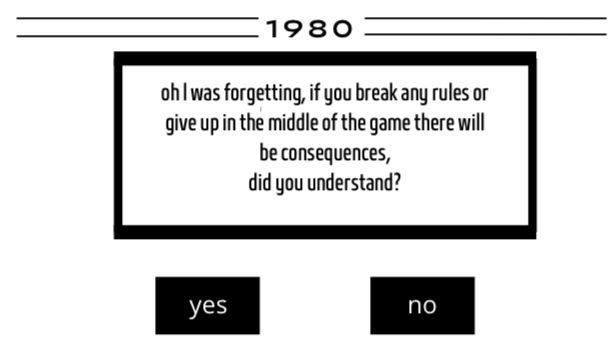 1980
oh I was forgetting, if you break any rules or
give up in the middle of the game there will
be consequences,
did you understand?
yes
no